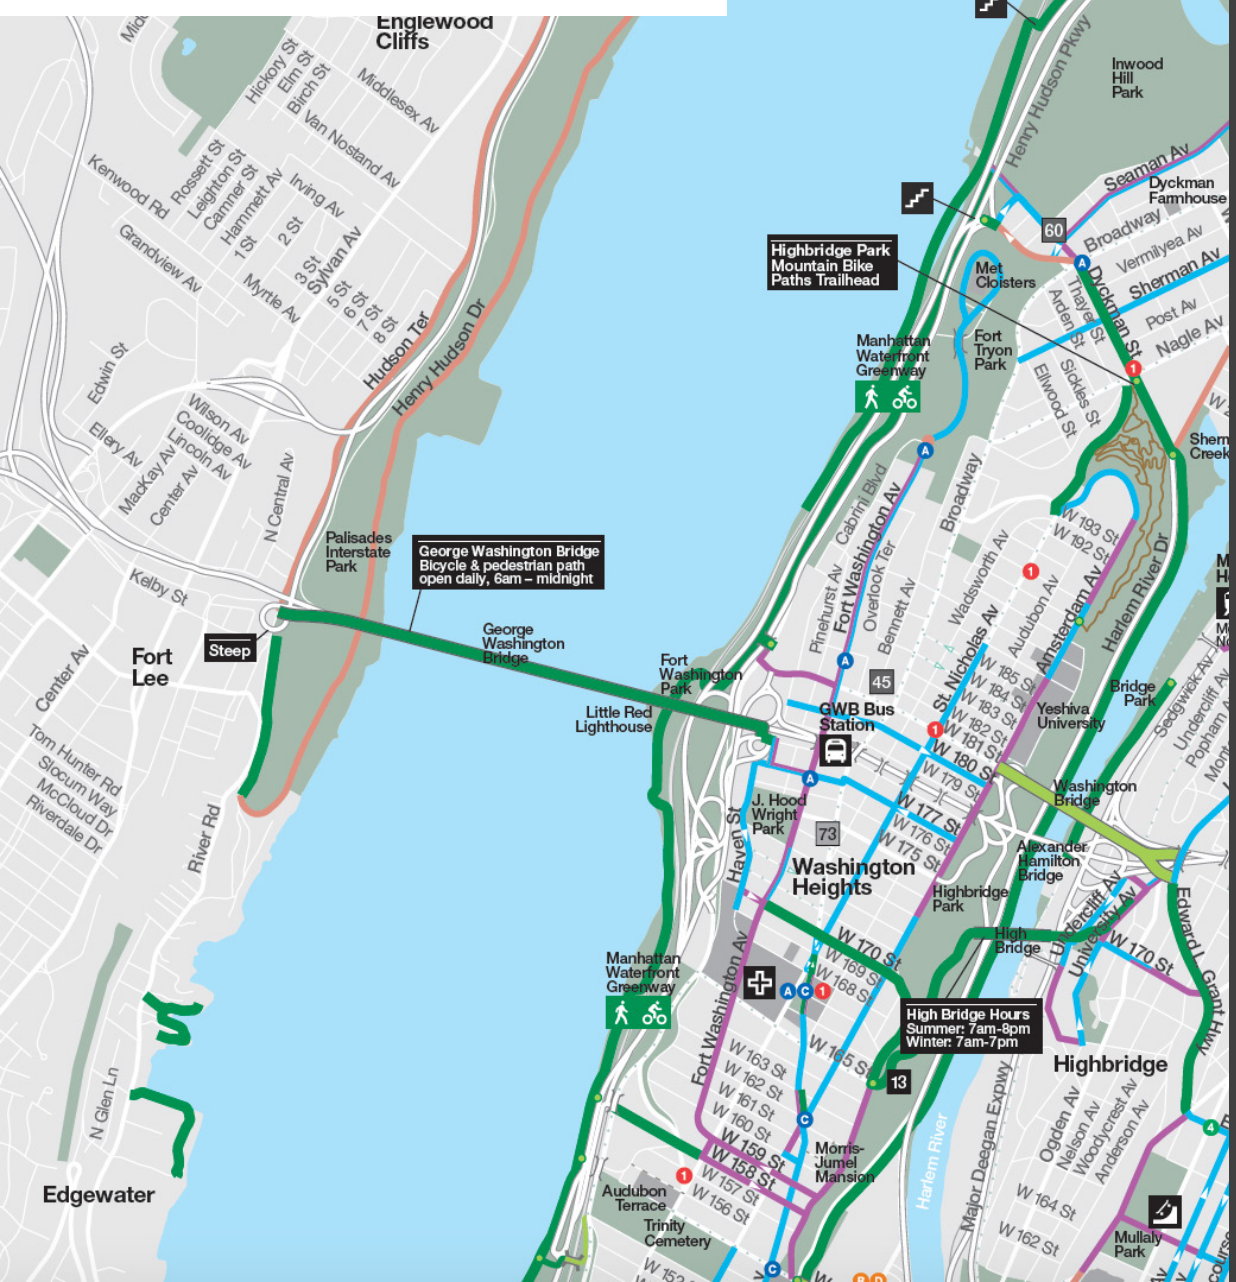 Englewood
Cliffs
Hickory St
Elm St
Birch St
Middlesex Av
Van Nostand Av
Kenwood Rd
Rossett St
Leighton St
Camner St
Hammett Av
1 St
Irving Av
2 St
Grandview Av
3 St
Sylvan Av
5 St
6 St
7 St
8 St
Myrtle Av
Hudson Ter
Henry Hudson Dr
Edwin St
Wilson Av
Coolidge Av
Lincoln Av
Ellery Av
MacKay Av
Center Av
N Central Av
Palisades
Interstate
Park
George Washington Bridge
Bicycle & pedestrian path
open daily, 6am – midnight
Kelby St
Steep
Fort
Lee
Center Av
George
Washington
Bridge
Tom Hunter Rd
Slocum Way
McCloud Dr
Riverdale Dr
River Rd
N Glen Ln
Edgewater
Henry Hudson Pkwy
Inwood
Hill
Park
Seaman Av
Dyckman
Farmhouse
60
Broadway
Vermilyea Av
Sherman Av
Highbridge Park
Mountain Bike
Paths Trailhead
Met
Cloisters
A
Dyckman St
Thayer St
Arden St
Post Av
Nagle Av
Manhattan
Waterfront
Greenway
Fort
Tryon
Park
1
Sickles St
Ellwood St
Sherm
Creek
A
Cabrini Blvd
Fort Washington Av
Broadway
W 193 St
W 192 St
Overlook Ter
Pinehurst Av
Bennett Av
Wadsworth Av
1
Audubon Av
Amsterdam Av
Harlem River Dr
St. Nicholas Av
Fort
Washington
Park
A
45
Little Red
Lighthouse
GWB Bus
Station
W 185 St
W 184 St
W 183 St
W 182 St
W 181 St
W 180 St
W 179 St
1
Yeshiva
University
Bridge
Park
Sedgwick Av
Undercliff Av
Popham A
Mont
Washington
Bridge
A
J. Hood
Wright
Park
Haven St
73
W 177 St
W 176 St
W 175 St
Washington
Heights
Alexander
Hamilton
Bridge
Highbridge
Park
Undercliff Av
University Av
W 170 St
Edward L. Grant Hwy
High
Bridge
W 170 St
W 169 St
W 168 St
Manhattan
Waterfront
Greenway
Fort Washington Av
A C 1
High Bridge Hours
Summer: 7am-8pm
Winter: 7am-7pm
Highbridge
13
W 165 St
W 163 St
W 162 St
W 161 St
W 160 St
W 159 St
W 158 St
W 157 St
W 156 St
C
Morris-
Jumel
Mansion
1
Audubon
Terrace
Trinity
Cemetery
W 152
C
B D
Harlem River
Major Deegan Expwy
Ogden Av
Nelson Av
Woodycrest Av
Anderson Av
4
W 164 St
W 162 St
Mullaly
Park